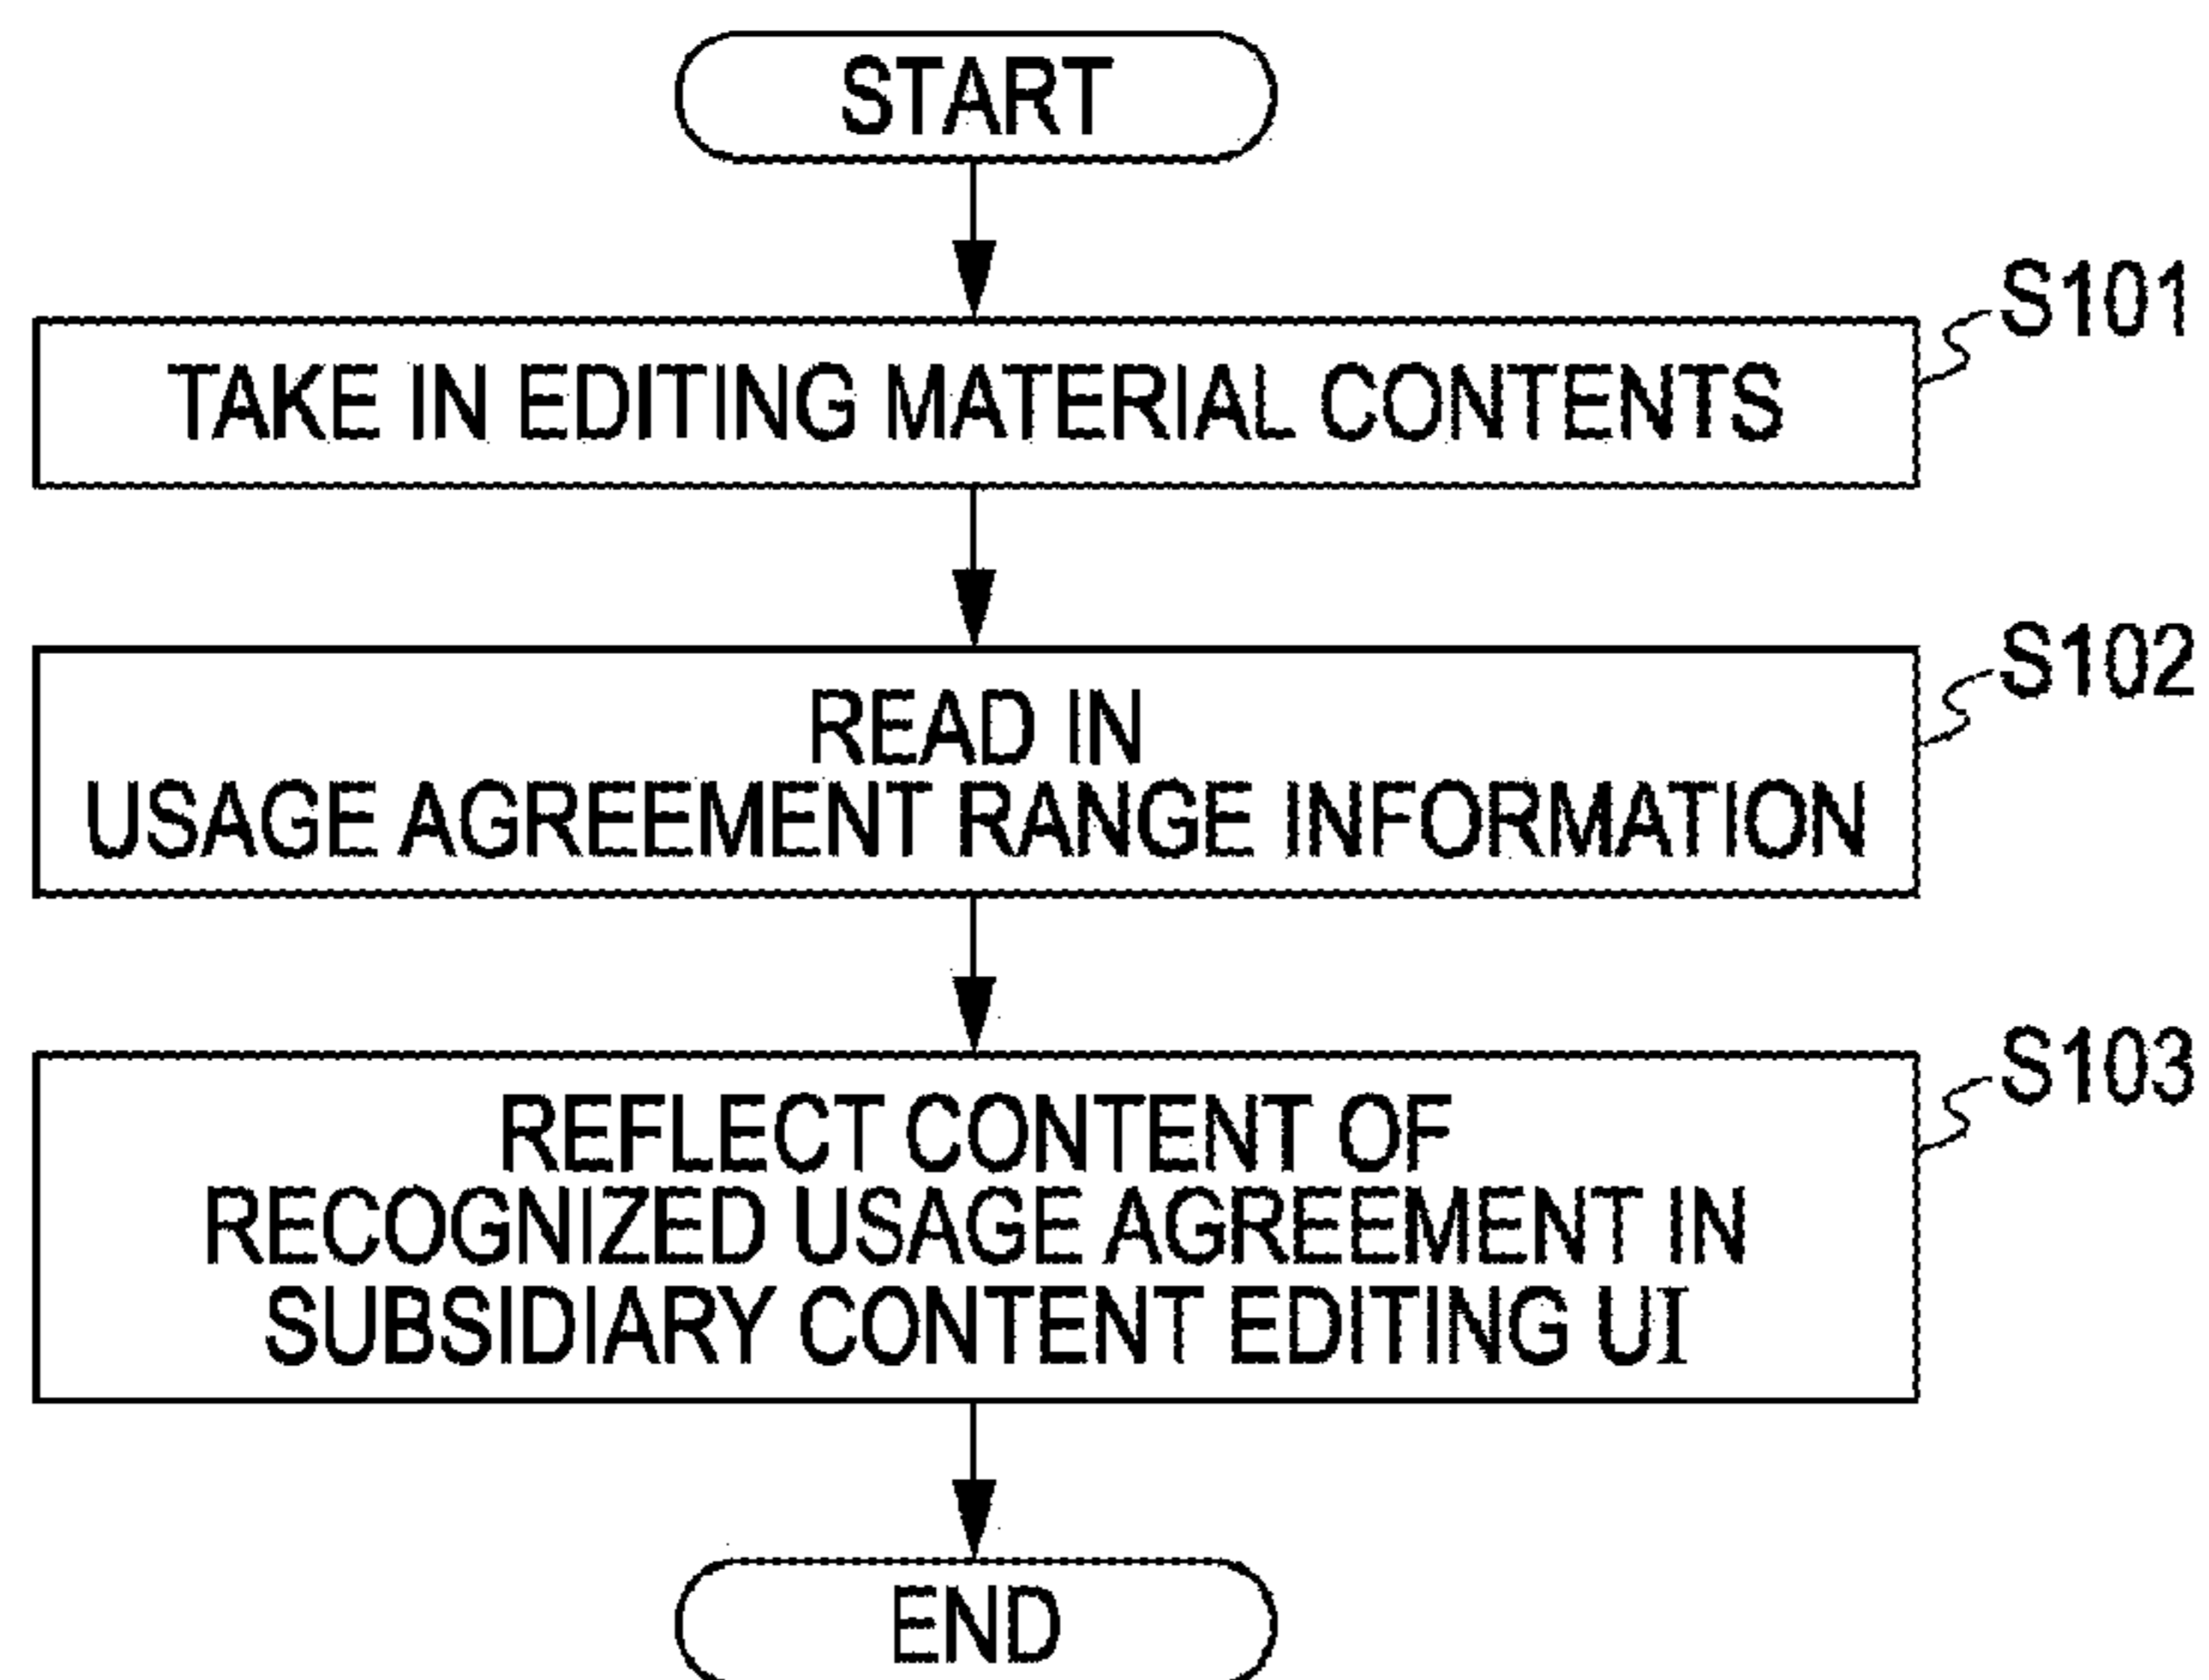 START
S101
TAKE IN EDITING MATERIAL CONTENTS
S102
READ IN
USAGE AGREEMENT RANGE INFORMATION
S103
REFLECT CONTENT OF
RECOGNIZED USAGE AGREEMENT IN
SUBSIDIARY CONTENT EDITING UI
END